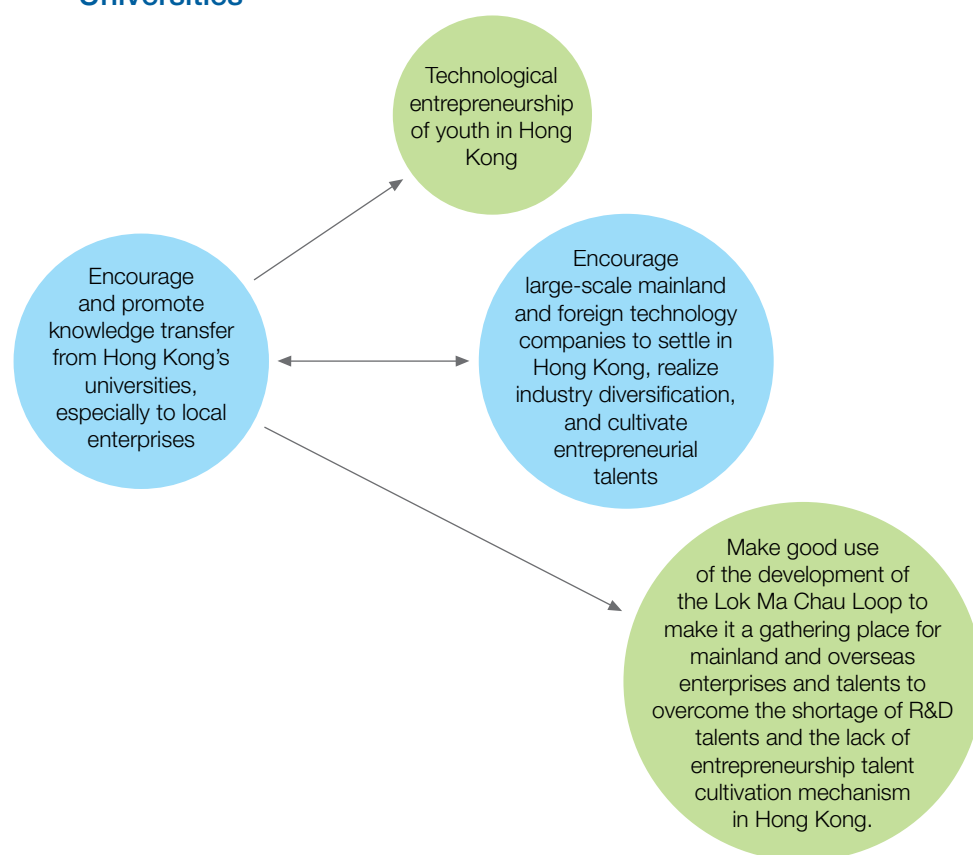 Universities
Technological
entrepreneurship
of youth in Hong
Kong
Encourage
and promote
knowledge transfer
from Hong Kong's
universities,
especially to local
enterprises
Encourage
large-scale mainland
and foreign technology
companies to settle in
Hong Kong, realize
industry diversification,
and cultivate
entrepreneurial
talents
Make good use
of the development of
the Lok Ma Chau Loop to
make it a gathering place for
mainland and overseas
enterprises and talents to
overcome the shortage of R&D
talents and the lack of
entrepreneurship talent
cultivation mechanism
in Hong Kong.